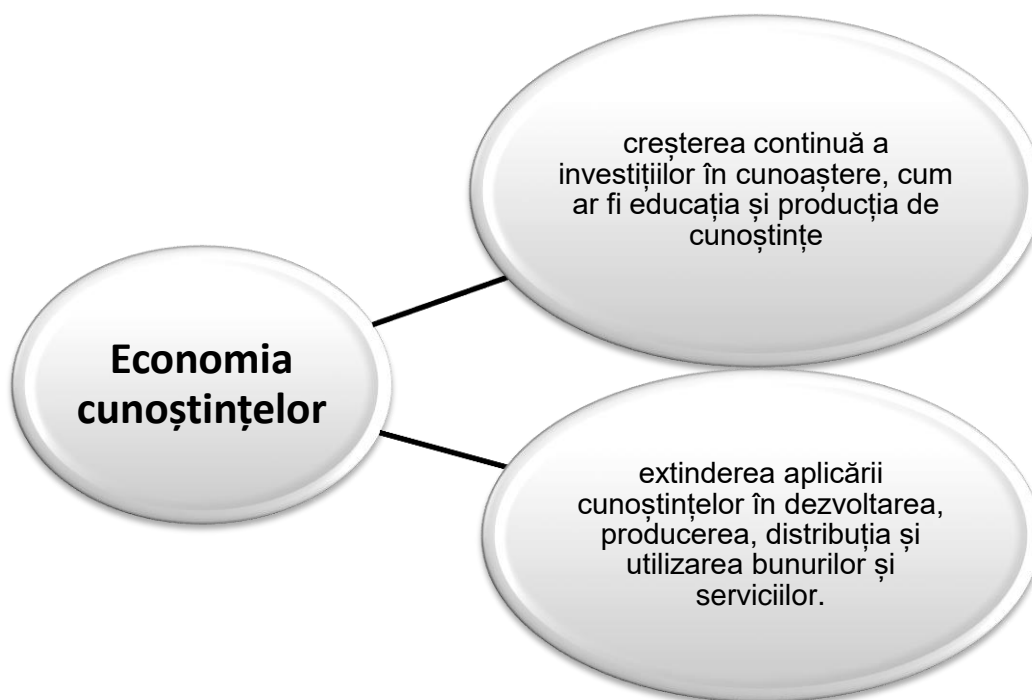 creșterea continuă a
investițiilor în cunoaștere, cum
ar fi educația și producția de
cunoștințe
Economia
cunoștințelor
extinderea aplicării
cunoștințelor în dezvoltarea,
producerea, distribuția și
utilizarea bunurilor și
serviciilor.